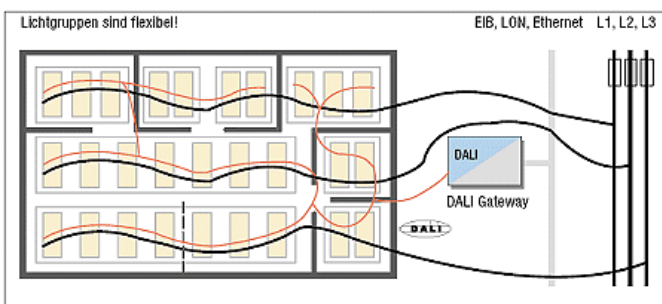 Lichtgruppen sind flexibel!
EIB, LON, Ethernet L1, L2, L3
DALI
DALI Gateway
DALI